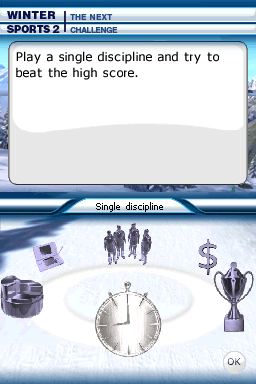 WINTER THE NEXT
SPORTS 2 CHALLENGE
Play a single discipline and try to
beat the high score.
Single discipline
$
OK